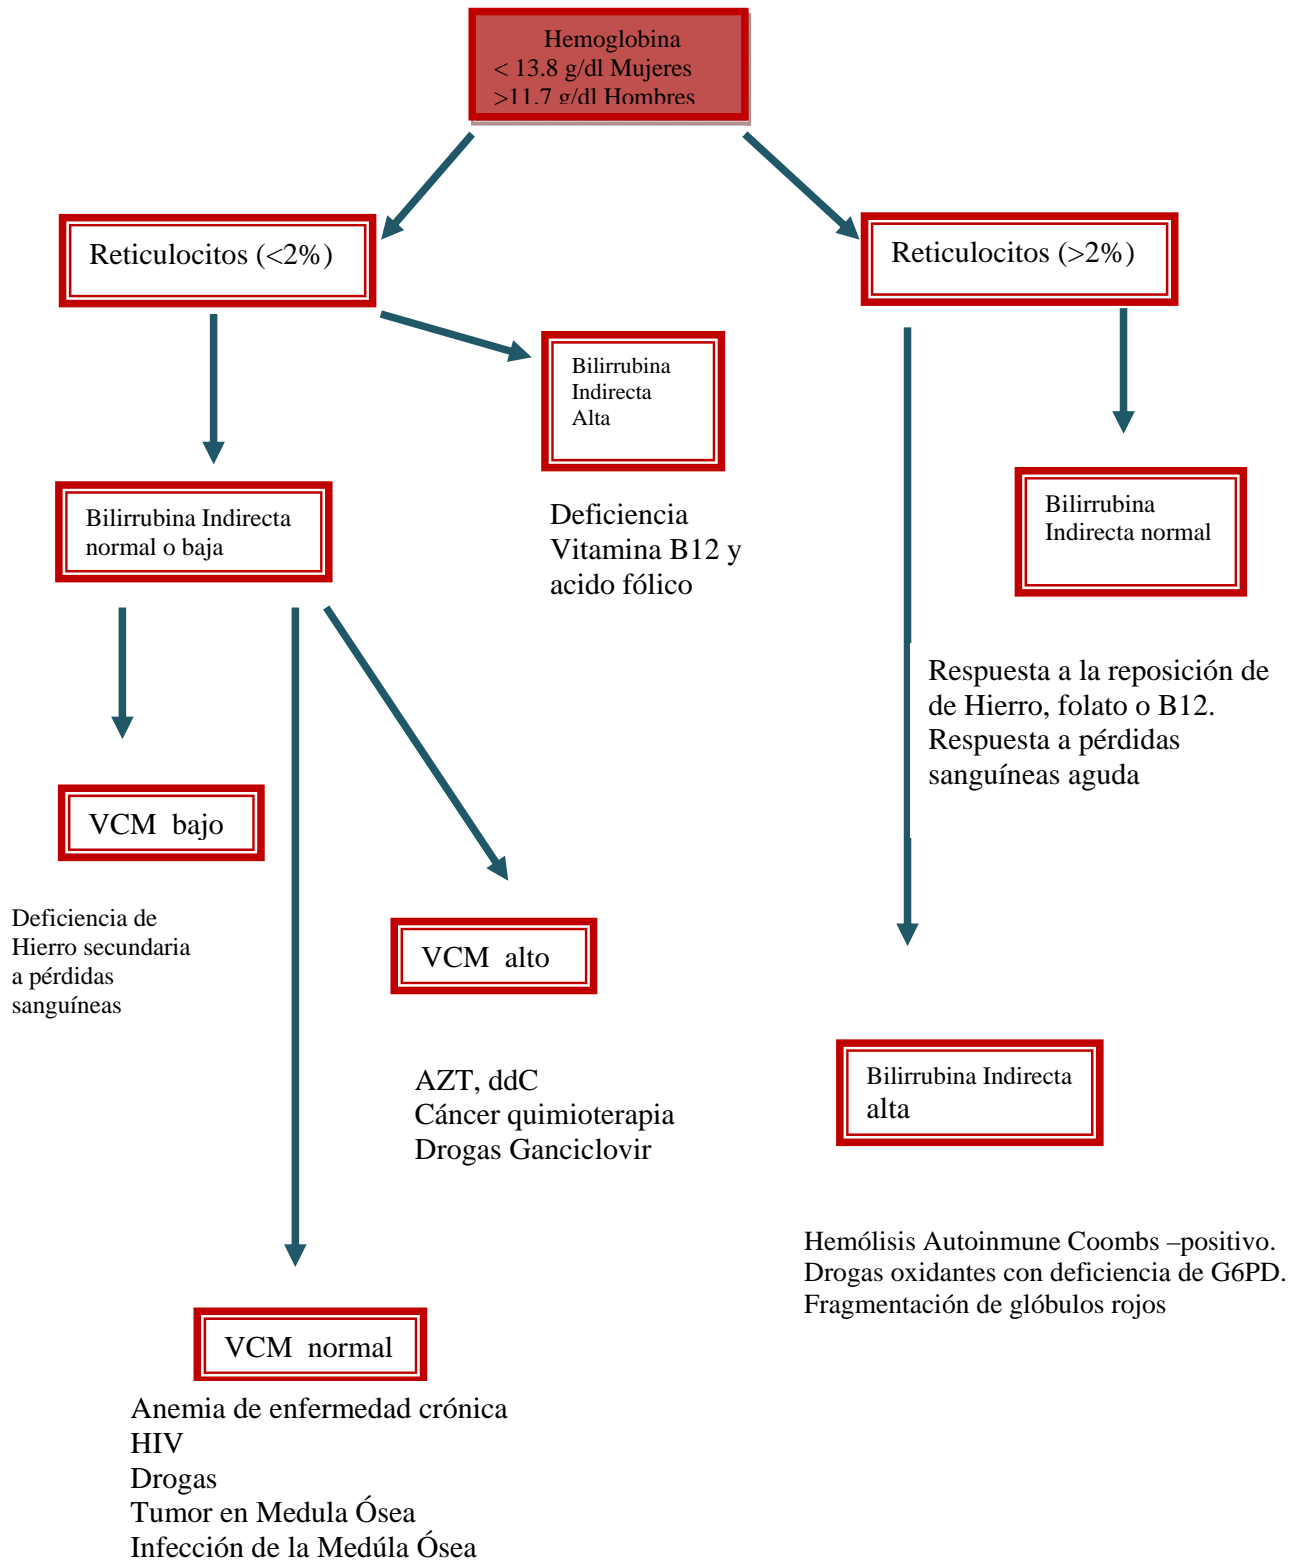 Hemoglobina
< 13.8 g/dl Mujeres
>11.7 g/dl Hombres
Reticulocitos (<2%)
Reticulocitos (>2%)
Bilirrubina
Indirecta
Alta
Deficiencia
Vitamina B12 y
acido fólico
Bilirrubina Indirecta
normal o baja
Bilirrubina
Indirecta normal
Respuesta a la reposición de
de Hierro, folato o B12.
Respuesta a pérdidas
sanguíneas aguda
VCM bajo
Deficiencia de
Hierro secundaria
a pérdidas
sanguíneas
VCM alto
AZT, ddC
Cáncer quimioterapia
Drogas Ganciclovir
Bilirrubina Indirecta
alta
Hemólisis Autoinmune Coombs –positivo.
Drogas oxidantes con deficiencia de G6PD.
Fragmentación de glóbulos rojos
VCM normal
Anemia de enfermedad crónica
HIV
Drogas
Tumor en Medula Ósea
Infección de la Medúla Ósea